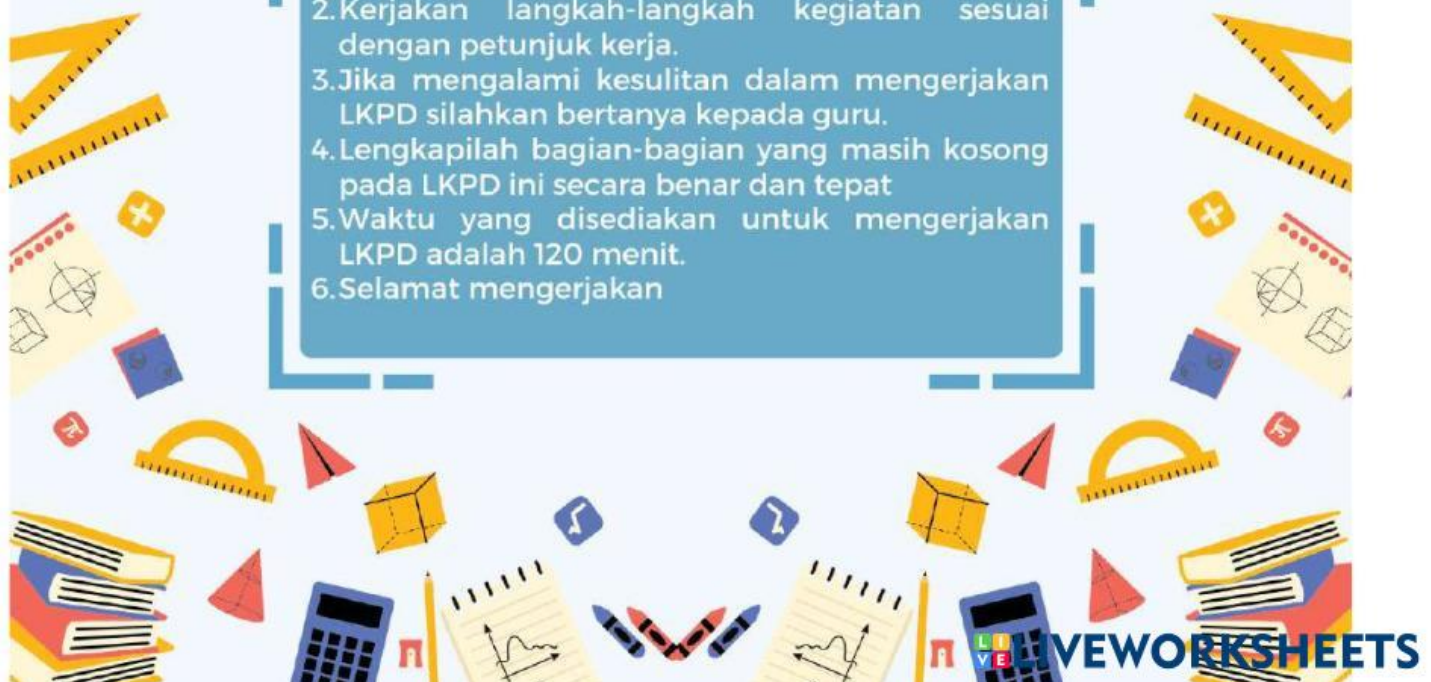 2.Kerjakan langkah-langkah kegiatan sesuai
dengan petunjuk kerja.
3.Jika mengalami kesulitan dalam mengerjakan
LKPD silahkan bertanya kepada guru.
4.Lengkapilah bagian-bagian yang masih kosong
pada LKPD ini secara benar dan tepat
5.Waktu yang disediakan untuk mengerjakan
LKPD adalah 120 menit.
6.Selamat mengerjakan
π
π
LIVE LIVEWORKSHEETS